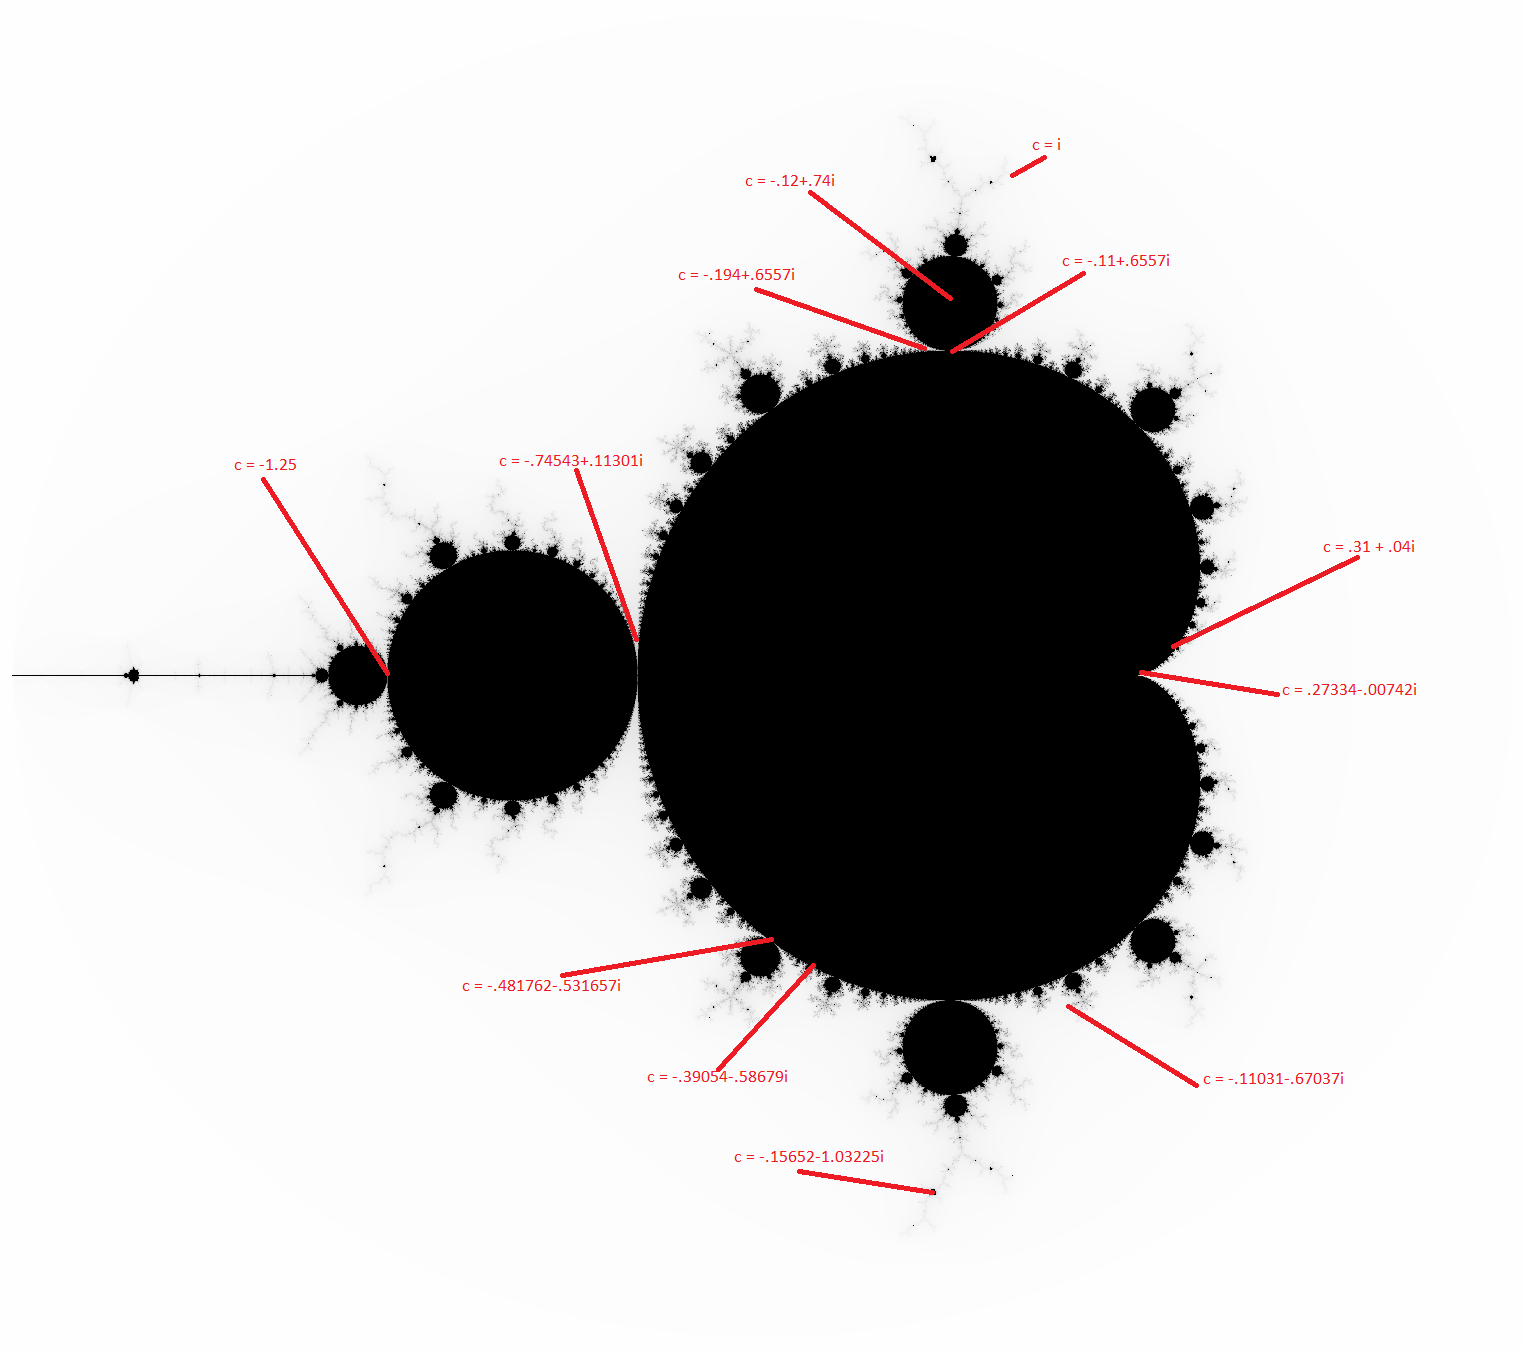 c = i
c = -.12+.74i
c = -.11+.6557i
c = -.194+.6557i
c = -.74543+.11301i
c = -1.25
c = .31 + .04i
c = .27334-.00742i
c = -.481762-.531657i
c = -.39054-.58679i
c = -.11031-.67037i
c = -.15652-1.03225i